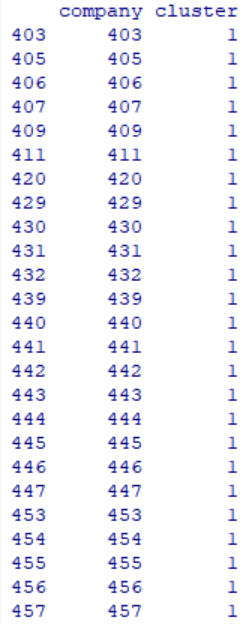 company cluster
403 403 1
405 405 1
406 406 1
407 407 1
409 409 1
411 411 1
420 420 1
429 429 1
430 430 1
431 431 1
432 432 1
439 439 1
440 440 1
441 441 1
442 442 1
443 443 1
444 444 1
445 445 1
446 446 1
447 447 1
453 453 1
454 454 1
455 455 1
456 456 1
457 457 1